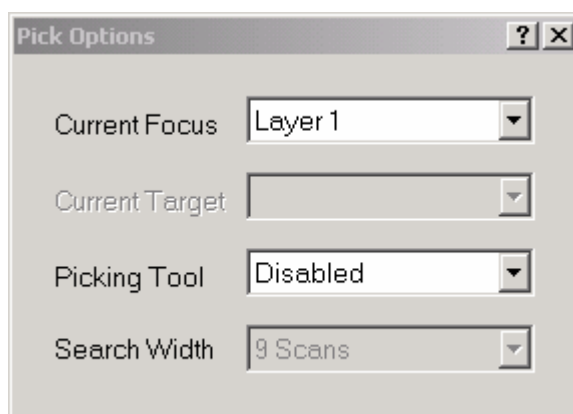 Pick Options
Current Focus Layer 1
Current Target
Picking Tool Disabled
Search Width 9 Scans